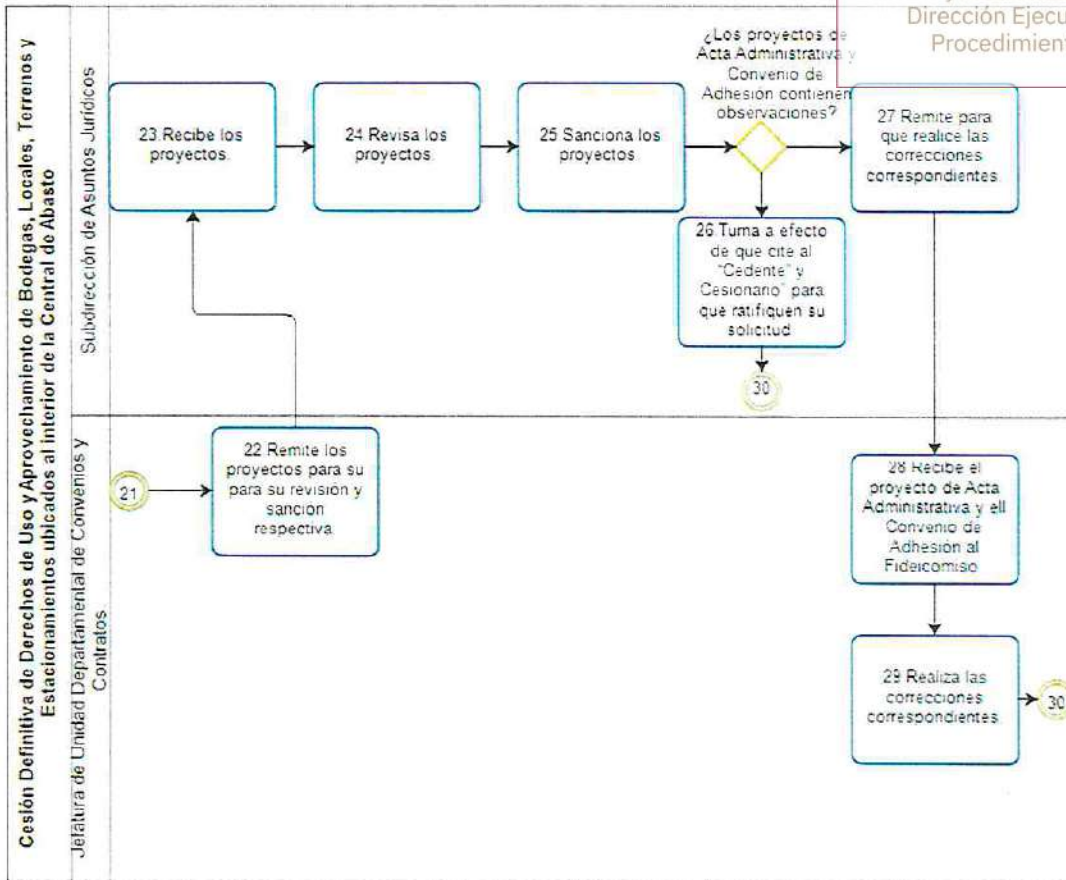 Dirección Ejecu
Procedimien
Cesión Definitiva de Derechos de Uso y Aprovechamiento de Bodegas, Locales, Terrenos y
Estacionamientos ubicados al interior de la Central de Abasto
Subdirección de Asuntos Jurídicos
23.Recibe los
proyectos.
24 Revisa los
proyectos.
25 Sanciona los
proyectos
¿Los proyectos de
Acta Administrativa y
Convenio de
Adhesión contienen
observaciones?
27 Remite para
que realice las
correcciones
correspondientes.
26.Turna a efecto
de que cite al
"Cedente" y
Cesionario" para
que ratifiquen su
solicitud
30
Jefatura de Unidad Departamental de Convenios y
Contratos
21
22 Remite los
proyectos para su
para su revisión y
sanción
respectiva.
28 Recibe el
proyecto de Acta
Administrativa y ell
Convenio de
Adhesión al
Fideicomiso
29 Realiza las
correcciones
correspondientes.
30